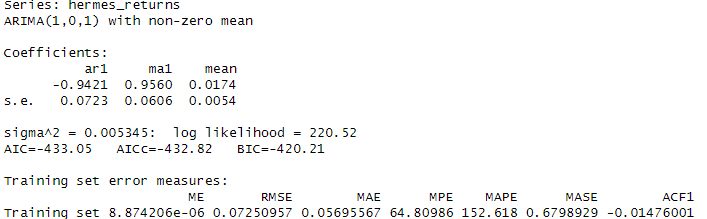 Series: hermes_returns
ARIMA(1,0,1) with non-zero mean
Coefficients:
ar1 ma1 mean
-0.9421 0.9560 0.0174
s.e. 0.0723 0.0606 0.0054
sigma^2 = 0.005345: log likelihood = 220.52
AIC=-433.05 AICc=-432.82 BIC=-420.21
Training set error measures:
ME RMSE MAE MPE MAPE MASE ACF1
Training set 8.874206e-06 0.07250957 0.05695567 64.80986 152.618 0.6798929 -0.01476001